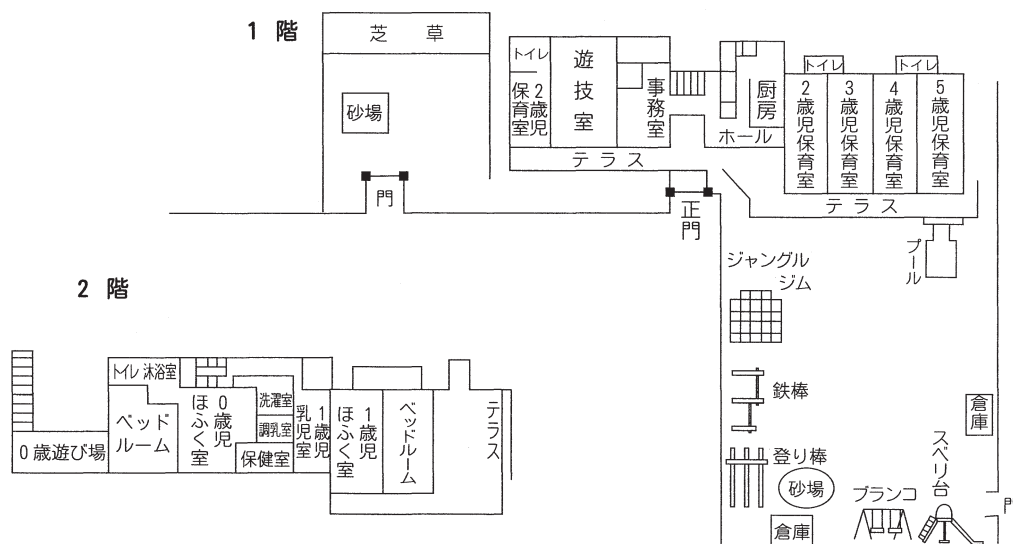 1 階
芝 草
砂場
門
トイレ
2歳児保育室
遊技室
事務室
厨房
ホール
テラス
正門
トイレ
トイレ
2歳児保育室
3歳児保育室
4歳児保育室
5歳児保育室
テラス
プール
ジャングルジム
鉄棒
倉庫
登り棒
砂場
倉庫
ブランコ
スベリ台
門
2 階
トイレ 沐浴室
0歳遊び場
ベッドルーム
0歳児ほふく室
洗濯室
調乳室
保健室
1歳児乳児室
1歳児ほふく室
ベッドルーム
テラス